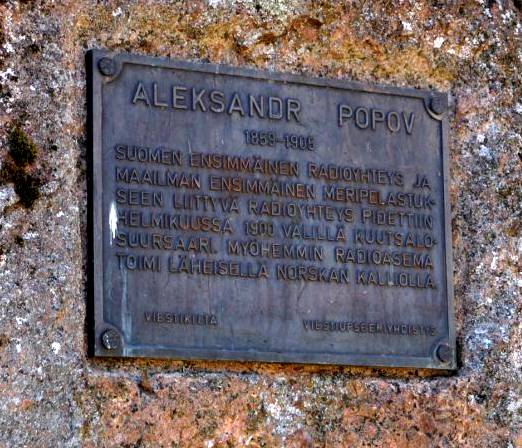 ALEKSANDR POPOV
1859-1906
SUOMEN ENSIMMÄINEN RADIOYHTEYS JA
MAAILMAN ENSIMMÄINEN MERIPELASTUK-
SEEN LIITTYVÄ RADIOYHTEYS PIDETTIIN
HELMIKUUSSA 1900 VÄLILLÄ KUUTSALO-
SUURSAARI. MYÖHEMMIN RADIOASEMA
TOIMI LÄHEISELLÄ NORSKAN KALLIOLLA.
VIESTIKILTA VIESTIUPSEERIYHDISTYS